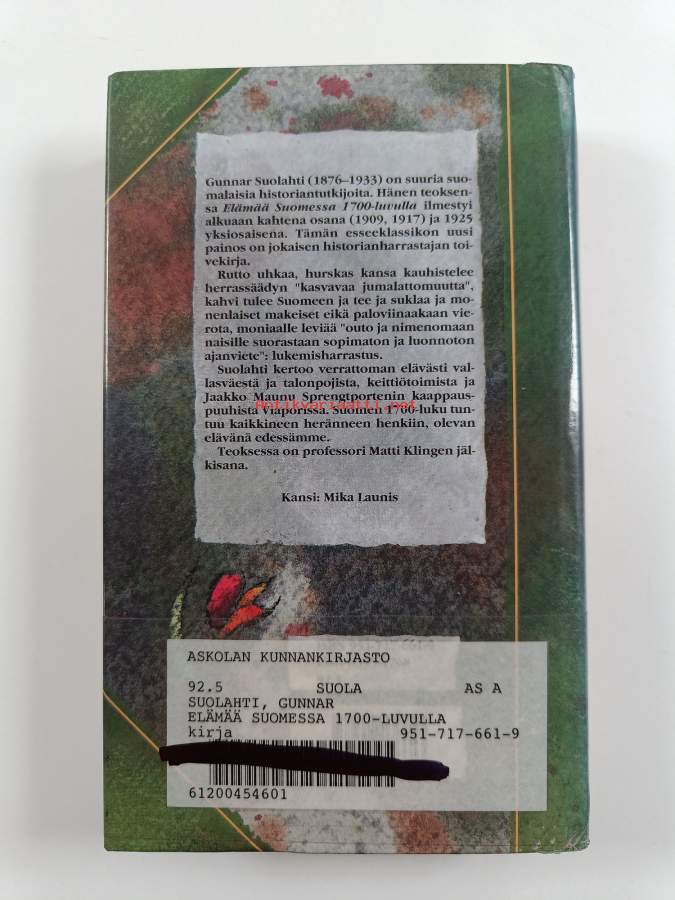 Gunnar Suolahti (1876–1933) on suuria suo-
malaisia historiantutkijoita. Hänen teoksen-
sa Elämää Suomessa 1700-luvulla ilmestyi
alkuaan kahtena osana (1909, 1917) ja 1925
yksiosaisena. Tämän esseeklassikon uusi
painos on jokaisen historianharrastajan toi-
vekirja.
Rutto uhkaa, hurskas kansa kauhistelee
herrassäädyn "kasvavaa jumalattomuutta",
kahvi tulee Suomeen ja tee ja suklaa ja mo-
nenlaiset makeiset eikä paloviinaakaan vie-
rota, moniaalle leviää "outo ja nimenomaan
naisille suorastaan sopimaton ja luonnoton
ajanviete": lukemisharrastus.
Suolahti kertoo verrattoman elävästi val-
lasväestä ja talonpojista, keittiötoimista ja
Jaakko Maunu Sprengtportenin kaappaus-
Antikvariaatit.net
puuhista Viaporissa. Suomen 1700-luku tun-
tuu kaikkineen heränneen henkiin, olevan
elävänä edessämme.
Teoksessa on professori Matti Klingen jäl-
kisana.
Kansi: Mika Launis
ASKOLAN KUNNANKIRJASTO
92.5 SUOLA AS A
SUOLAHTI, GUNNAR
ELÄMÄÄ SUOMESSA 1700-LUVULLA
kirja 951-717-661-9
61200454601